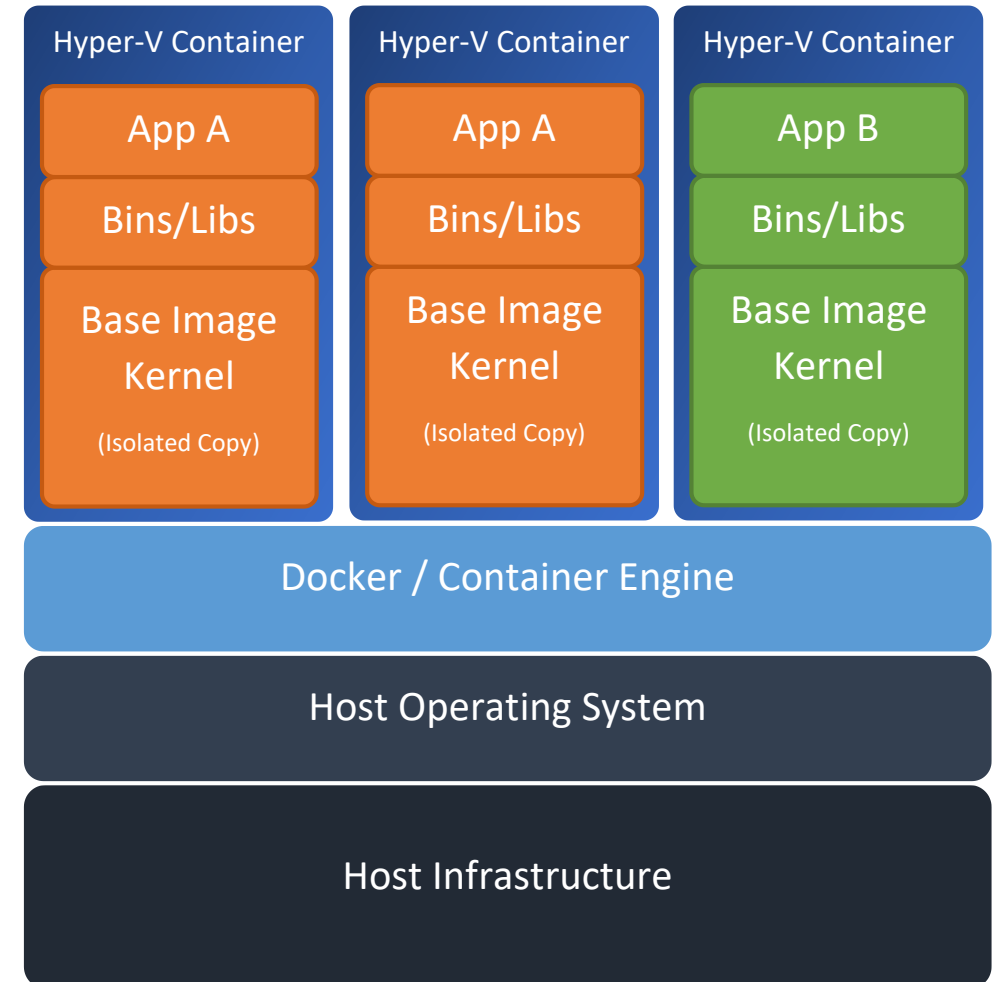 Hyper-V Container
App A
Bins/Libs
Base Image
Kernel
(Isolated Copy)
Hyper-V Container
App A
Bins/Libs
Base Image
Kernel
(Isolated Copy)
Hyper-V Container
App B
Bins/Libs
Base Image
Kernel
(Isolated Copy)
Docker / Container Engine
Host Operating System
Host Infrastructure